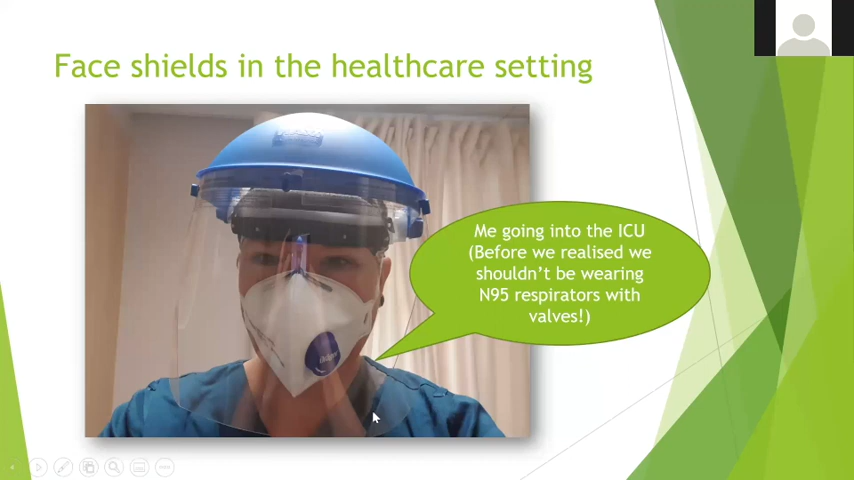 Face shields in the healthcare setting
Me going into the ICU
(Before we realised we
shouldn't be wearing
N95 respirators with
valves!)